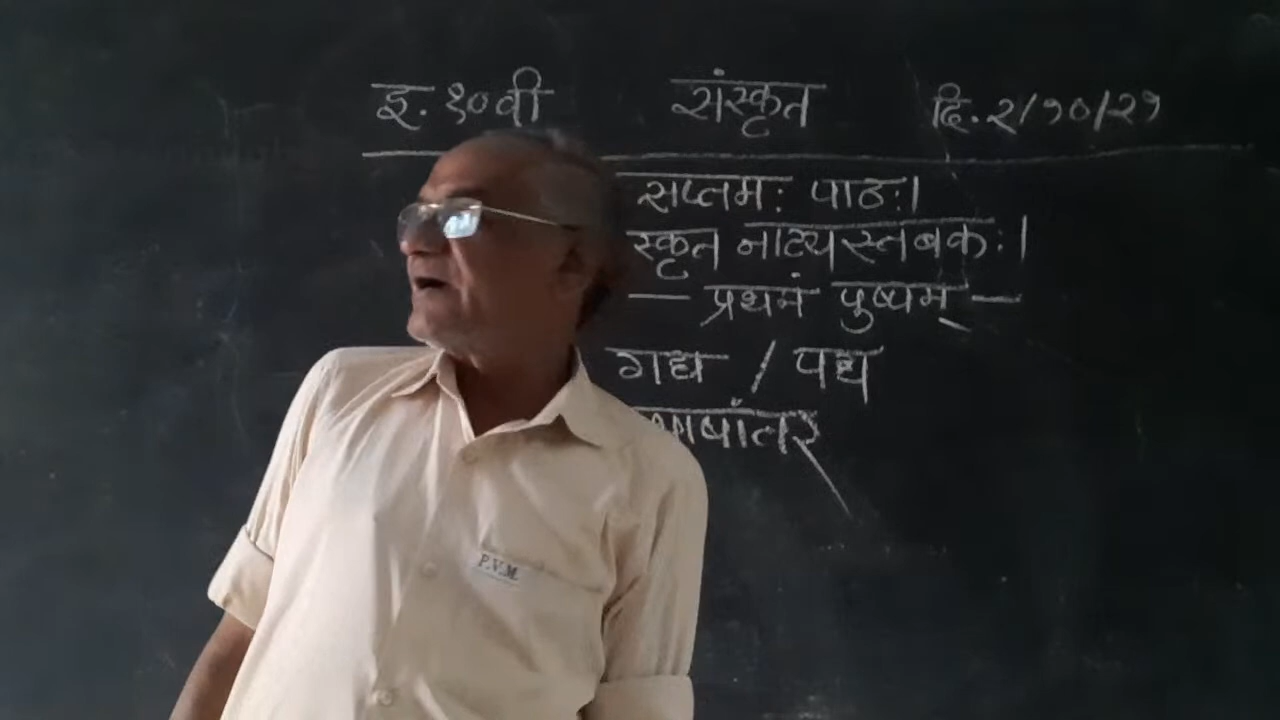 इ. १०वी संस्कृत दि. २/१०/२१
सप्तमः पाठः।
स्कृत नाट्यस्तबकः।
— प्रथमं पुष्पम् —
गद्य / पद्य
भाषांतर
P.V.M.